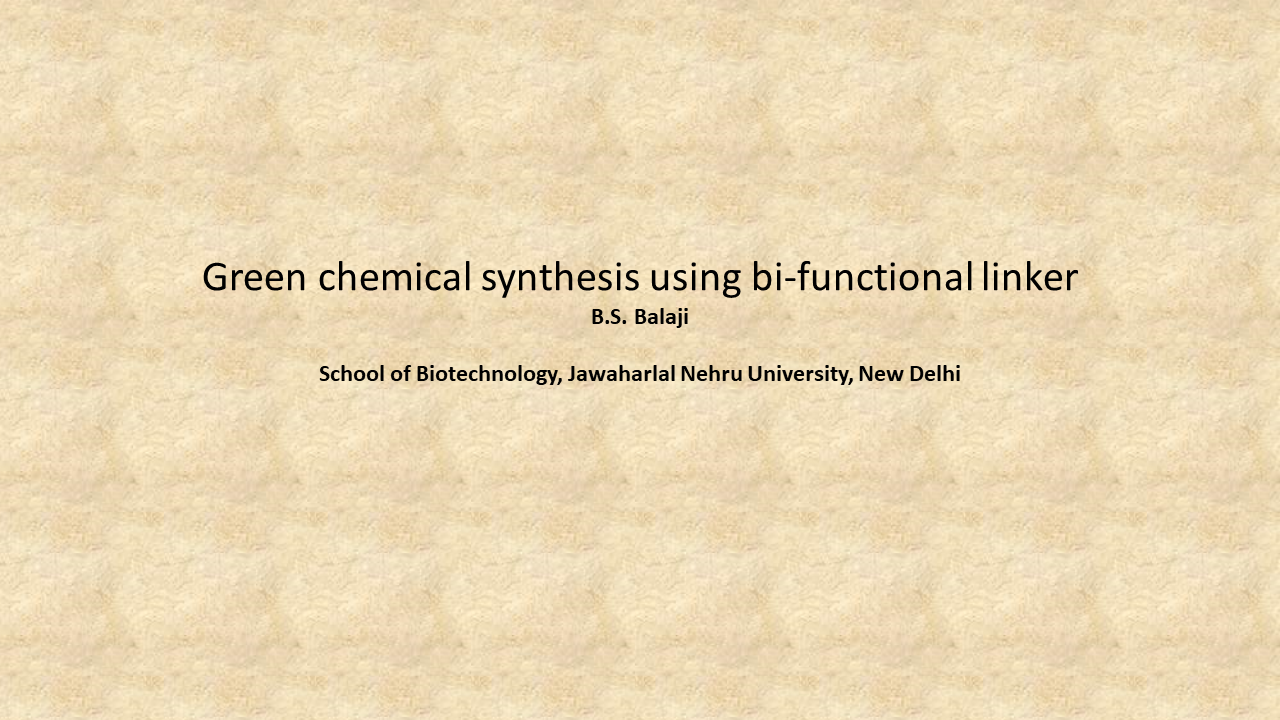 Green chemical synthesis using bi-functional linker
B.S. Balaji
School of Biotechnology, Jawaharlal Nehru University, New Delhi